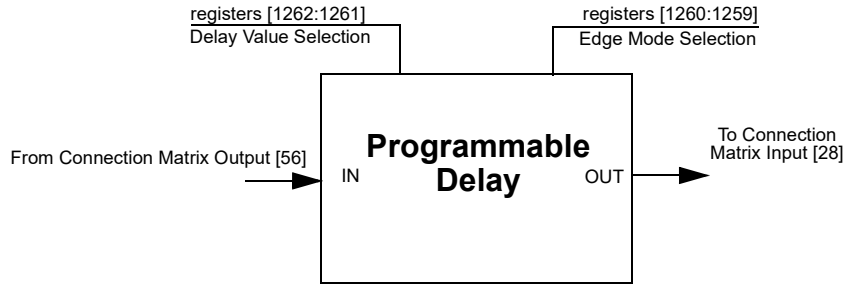 registers [1262:1261]
Delay Value Selection
registers [1260:1259]
Edge Mode Selection
From Connection Matrix Output [56]
IN
Programmable
Delay
OUT
To Connection
Matrix Input [28]